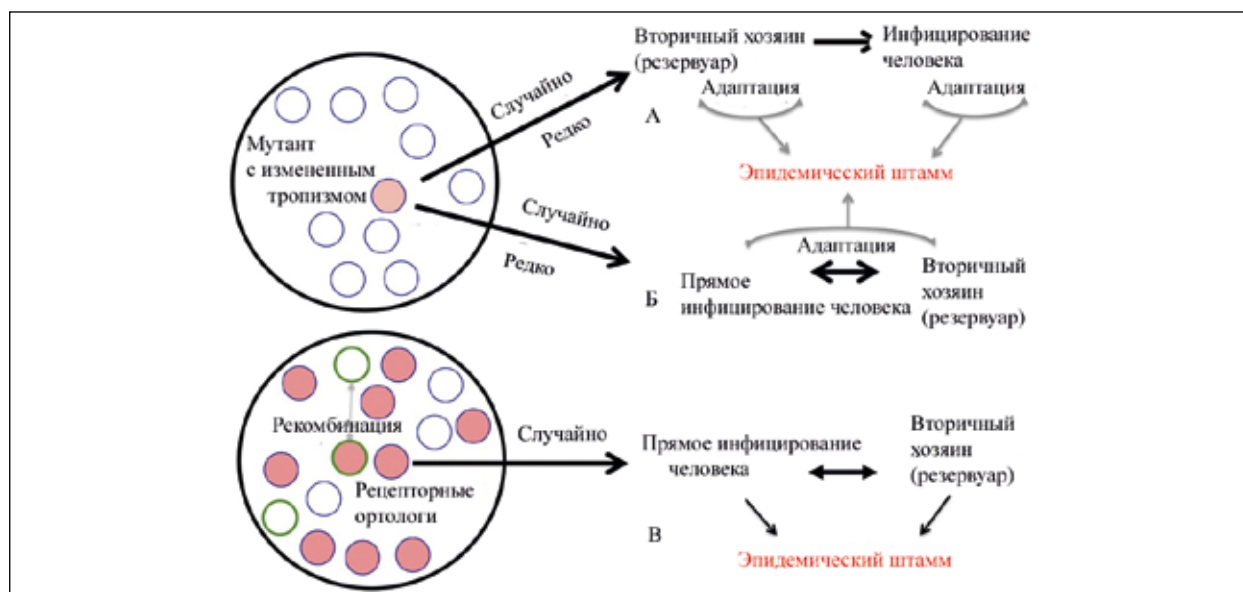 Вторичный хозяин
(резервуар)
Инфицирование
человека
Адаптация
Адаптация
Случайно
Редко
А
Мутант
с измененным
тропизмом
Эпидемический штамм
Случайно
Редко
Адаптация
Б
Прямое
инфицирование человека
Вторичный
хозяин
(резервуар)
Рекомбинация
Рецепторные
ортологи
Случайно
Прямое инфицирование
человека
Вторичный
хозяин
(резервуар)
В
Эпидемический штамм